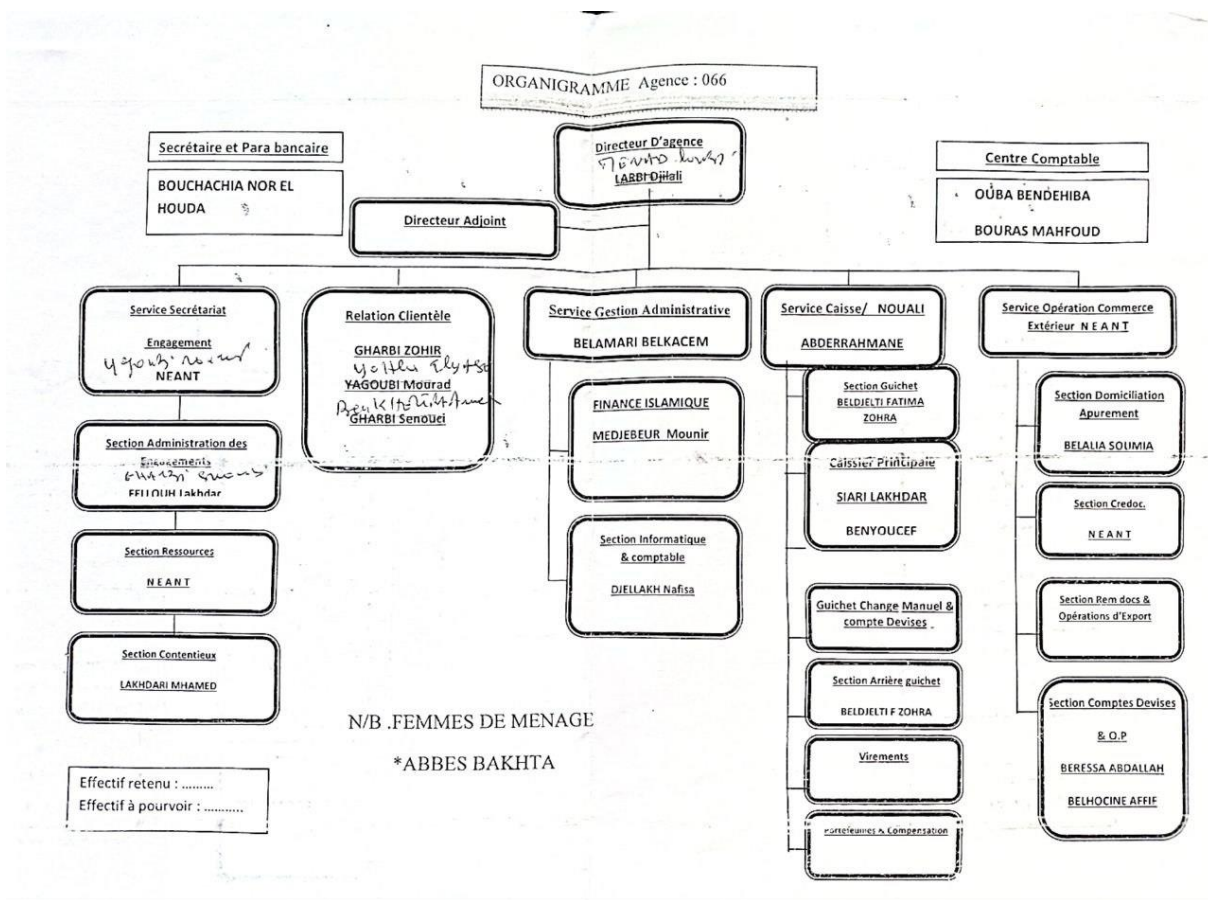 ORGANIGRAMME Agence : 066
Secrétaire et Para bancaire
BOUCHACHIA NOR EL
HOUDA
Directeur D'agence
LARBI Djilali
Centre Comptable
OUBA BENDEHIBA
BOURAS MAHFOUD
Directeur Adjoint
Service Secrétariat
Engagement
NEANT
Section Administration des
Engagements
FELLOUH Lakhdar
Section Ressources
N E A N T
Section Contentieux
LAKHDARI MHAMED
Relation Clientèle
GHARBI ZOHIR
YAGOUBI Mourad
GHARBI Senouci
Service Gestion Administrative
BELAMARI BELKACEM
FINANCE ISLAMIQUE
MEDJEBEUR Mounir
Section Informatique
& comptable
DJELLAKH Nafisa
Service Caisse/ NOUALI
ABDERRAHMANE
Section Guichet
BELDJELTI FATIMA
ZOHRA
Caissier Principale
SIARI LAKHDAR
BENYOUCEF
Guichet Change Manuel &
compte Devises
Section Arrière guichet
BELDJELTI F ZOHRA
Virements
Portefeuilles & Compensation
Service Opération Commerce
Extérieur N E A N T
Section Domiciliation
Apurement
BELALIA SOUMIA
Section Credoc.
N E A N T
Section Rem docs &
Opérations d'Export
Section Comptes Devises
& O.P
BERESSA ABDALLAH
BELHOCINE AFFIF
N/B .FEMMES DE MENAGE
*ABBES BAKHTA
Effectif retenu : .........
Effectif à pourvoir : ...........